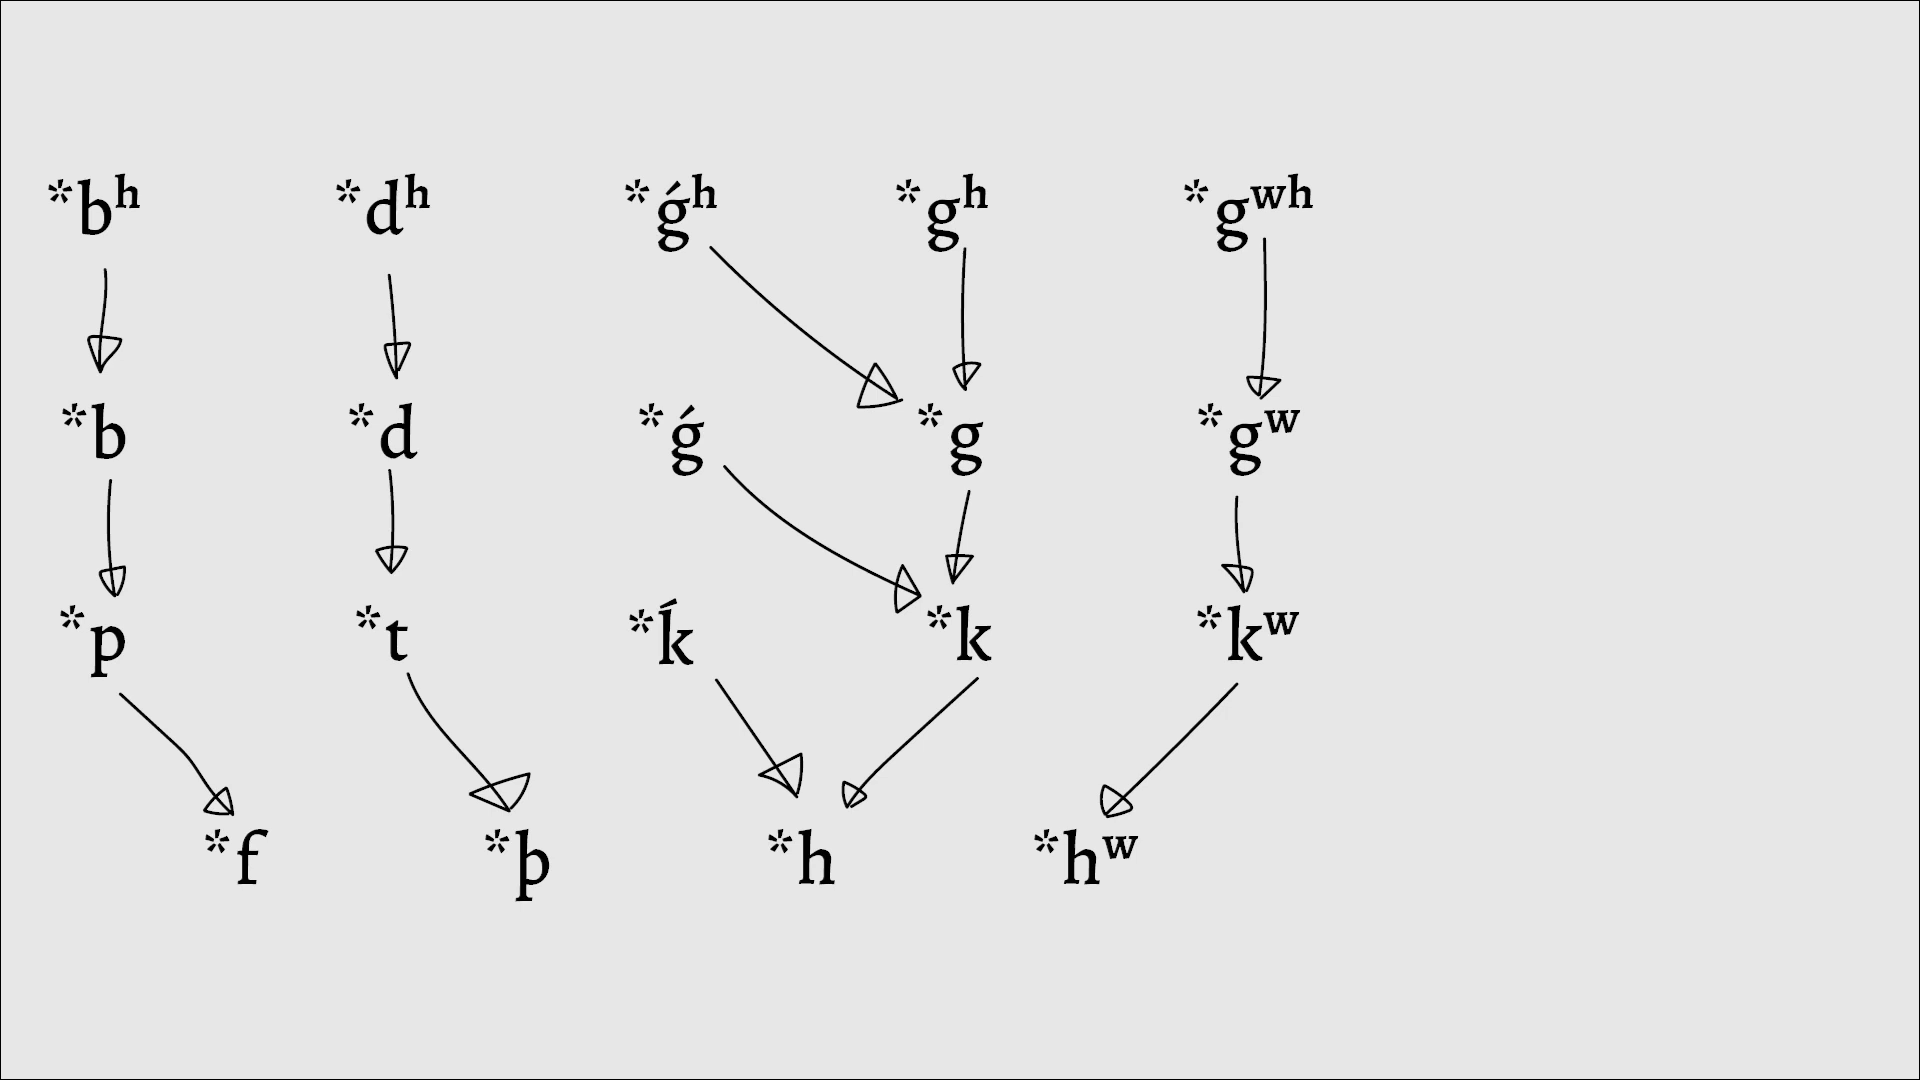 *bʰ *dʰ *ǵʰ *gʰ *gʷʰ
*b *d *ǵ *g *gʷ
*p *t *ḱ *k *kʷ
*f *þ *h *hʷ